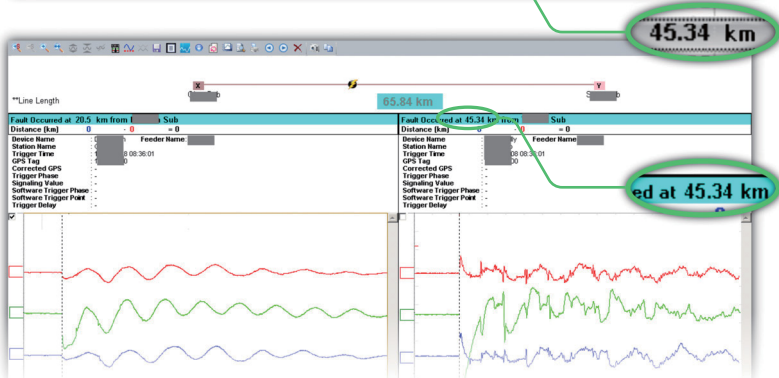 45.34 km
X
Y
**Line Length
65.84 km
Fault Occurred at 20.5 km from Sub
Distance (km) 0 - 0 = 0
Device Name :
Station Name : Feeder Name:
Trigger Time : 8 08:36:01
GPS Tag : 0
Corrected GPS : -
Trigger Phase : -
Signaling Value : -
Software Trigger Phase : -
Software Trigger Point : -
Trigger Delay : -
Fault Occurred at 45.34 km from Sub
Distance (km) - 0 = 0
Device Name : Feeder Name:
Station Name :
Trigger Time : 08 08:36
GPS Tag :
Corrected GPS : -
Trigger Phase : -
Signaling Value : -
Software Trigger Phase : -
Software Trigger Point : -
Trigger Delay : -
ed at 45.34 km